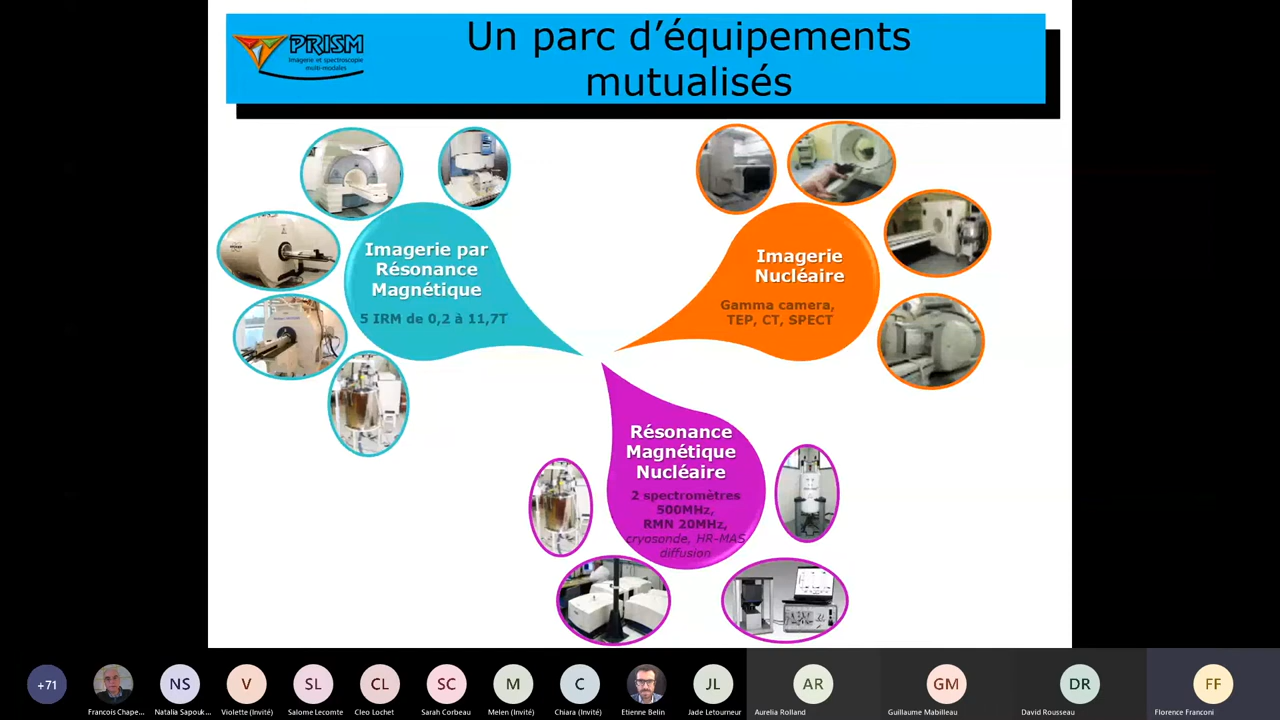 PRISM
Imagerie et spectroscopie
multi-modules
Un parc d'équipements
mutualisés
Imagerie par
Résonance
Magnétique
5 IRM de 0,2 à 11,7T
Imagerie
Nucléaire
Gamma camera,
TEP, CT, SPECT
Résonance
Magnétique
Nucléaire
2 spectromètres
500MHz,
RMN 20MHz,
cryosonde, HR-MAS
diffusion
+71
NS
V
SL
CL
SC
M
C
JL
AR
GM
DR
FF
Francois Chape...
Natalia Sapouk...
Violette (Invité)
Salome Lecomte
Cleo Lochet
Sarah Corbeau
Melen (Invité)
Chiara (Invité)
Etienne Belin
Jade Letourneur
Aurelia Rolland
Guillaume Mabilleau
David Rousseau
Florence Franconi